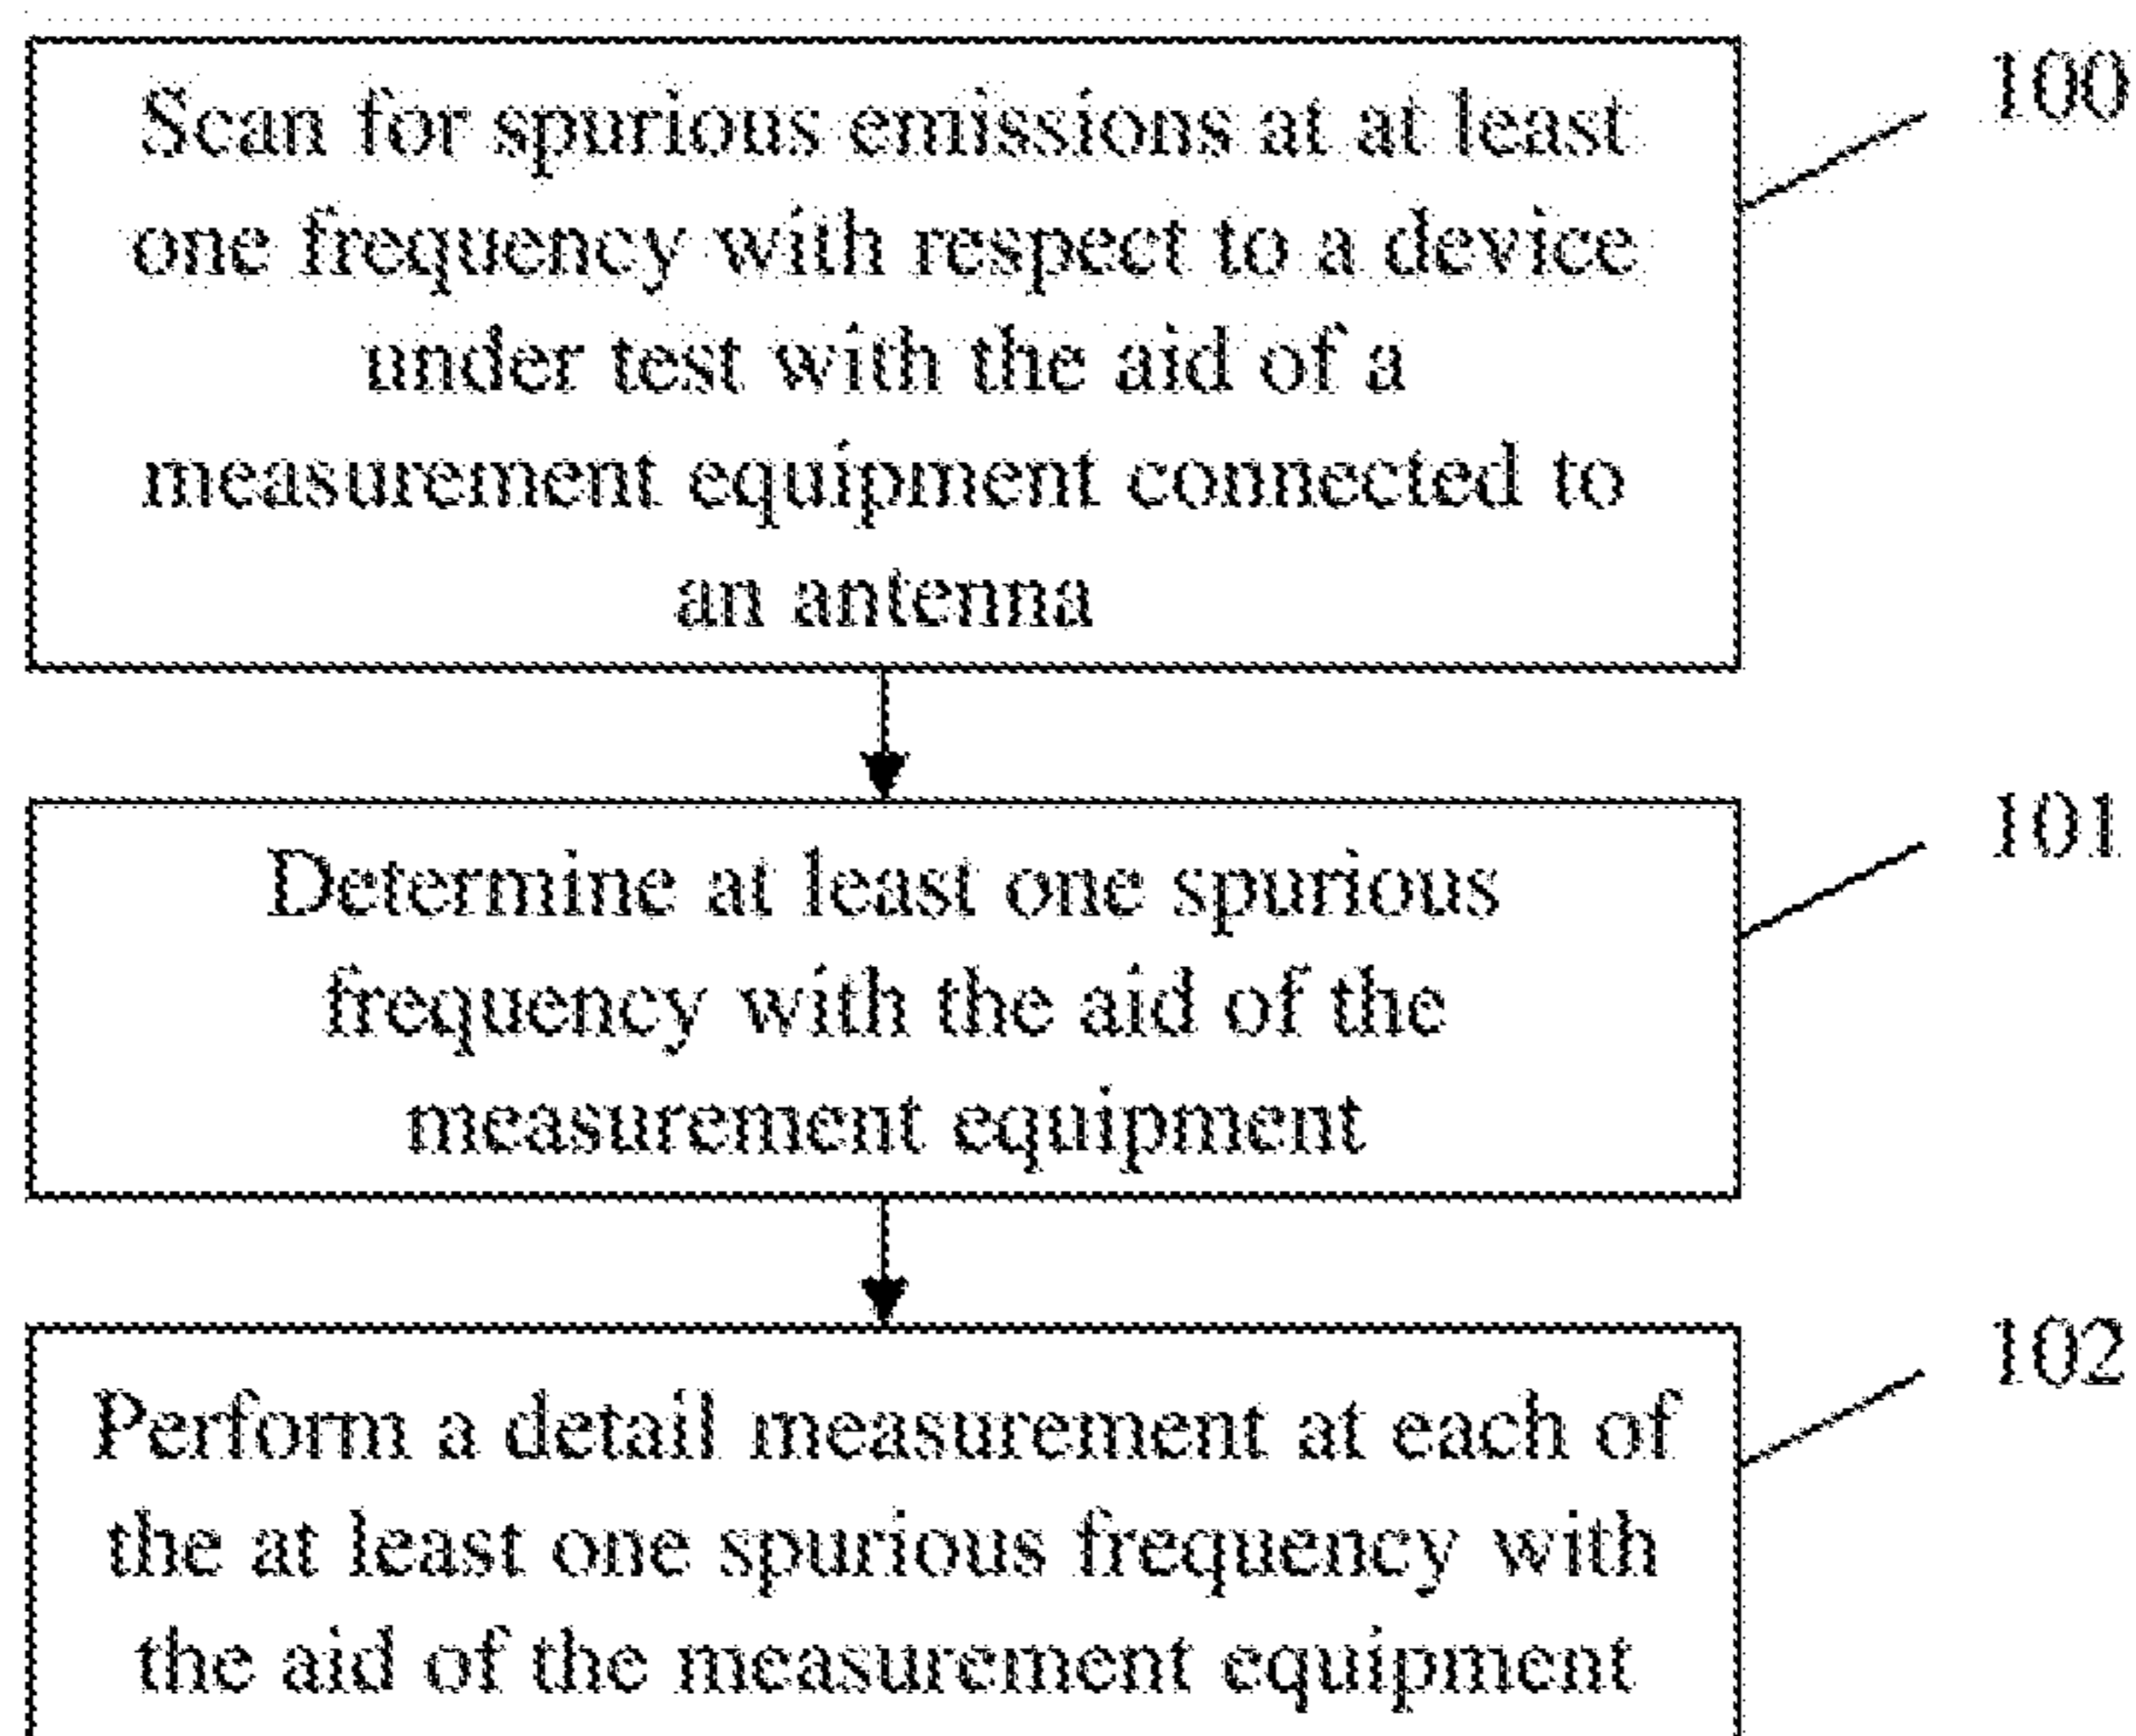 Scan for spurious emissions at at least
one frequency with respect to a device
under test with the aid of a
measurement equipment connected to
an antenna
100
Determine at least one spurious
frequency with the aid of the
measurement equipment
101
Perform a detail measurement at each of
the at least one spurious frequency with
the aid of the measurement equipment
102